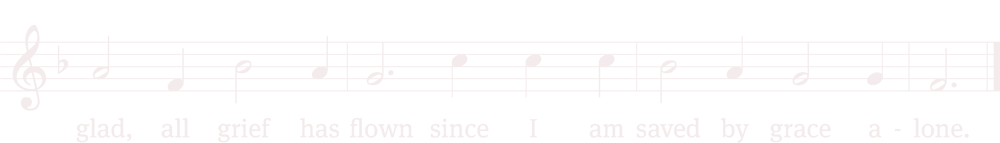 glad, all grief has flown since I am saved by grace a - lone.